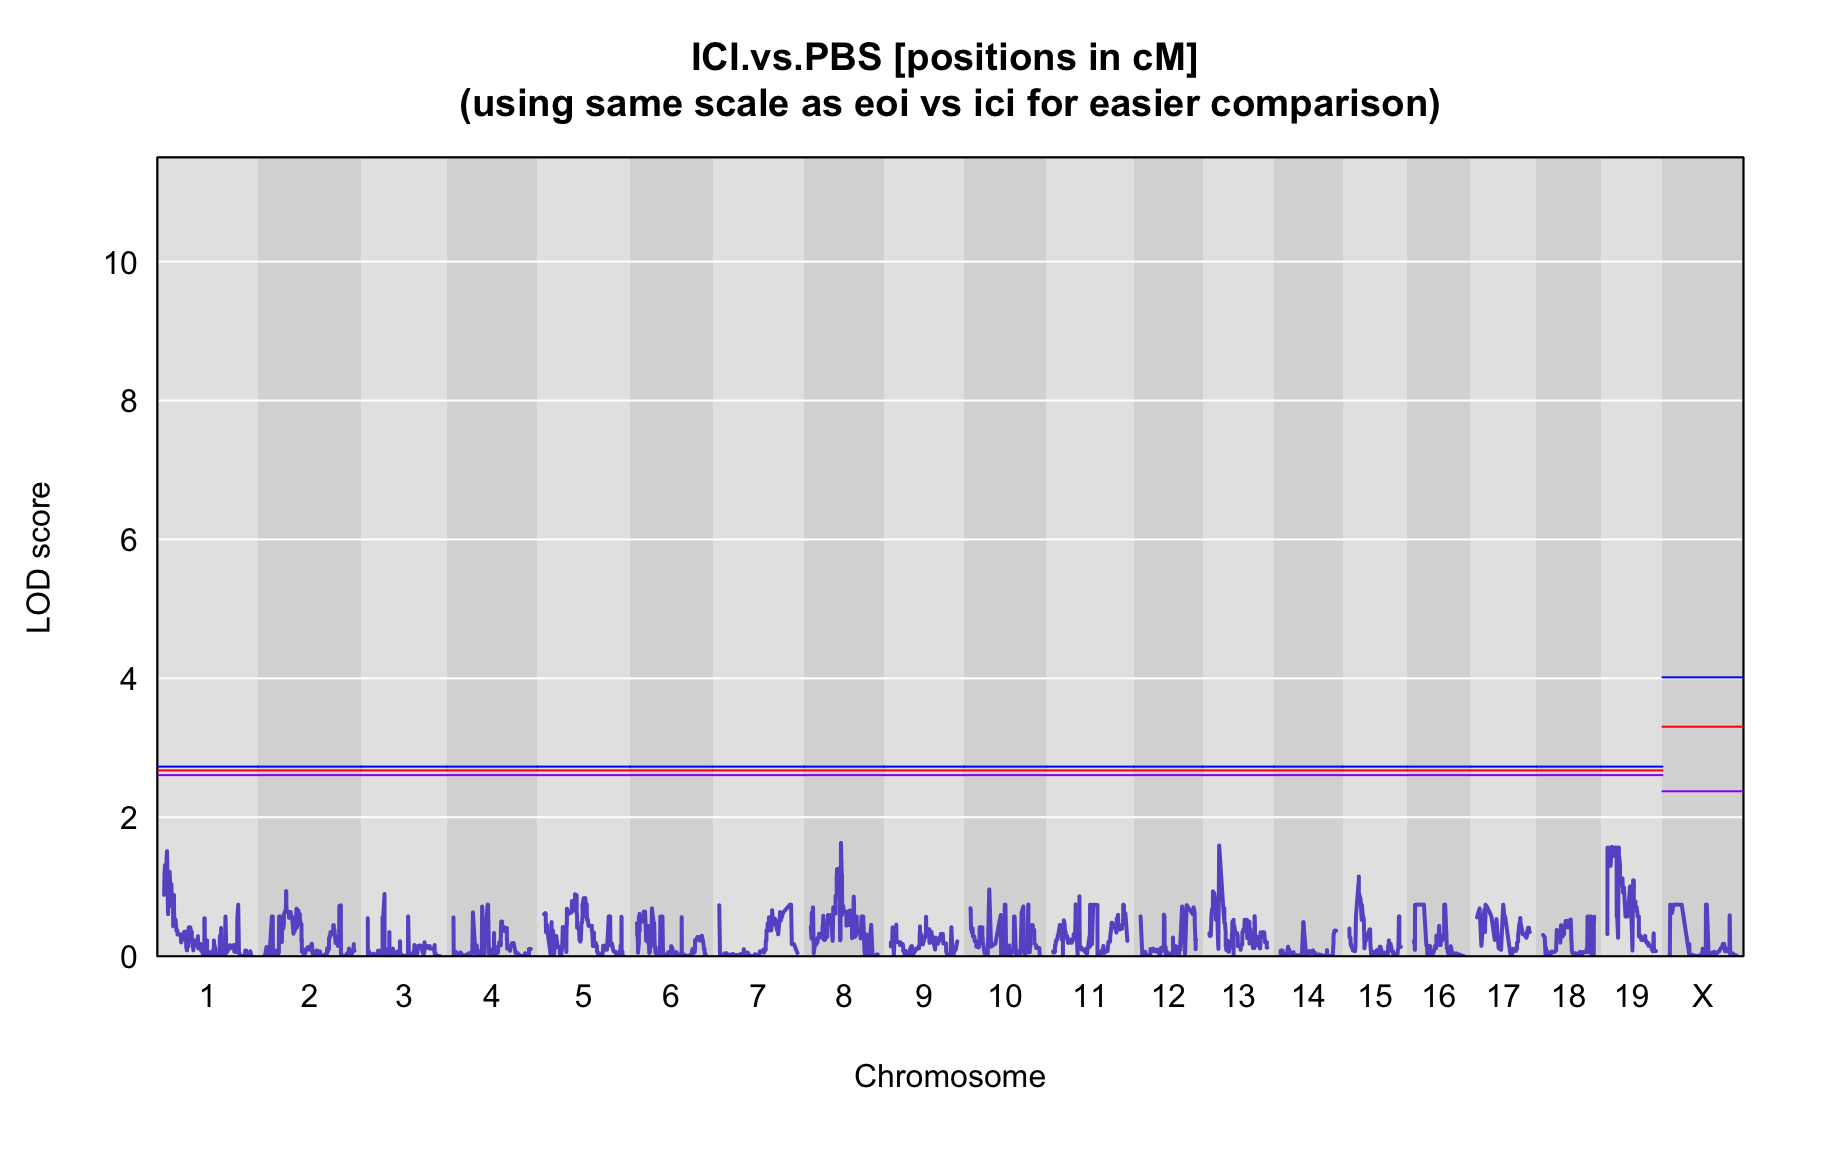 ICI.vs.PBS [positions in cM]
(using same scale as eoi vs ici for easier comparison)
10
8
6
4
2
0
LOD score
1 2 3 4 5 6 7 8 9 10 11 12 13 14 15 16 17 18 19 X
Chromosome